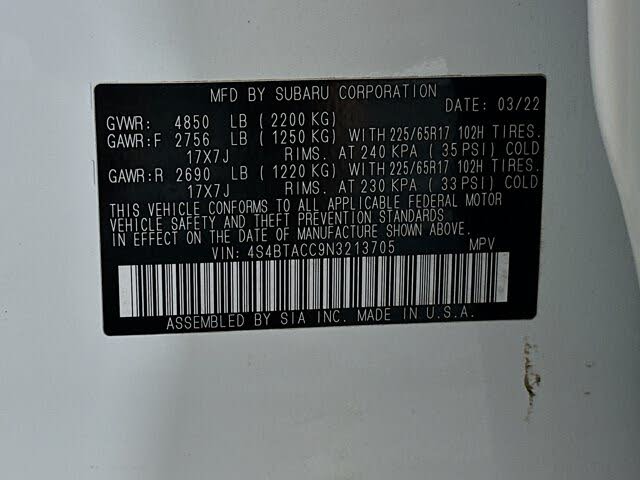 MFD BY SUBARU CORPORATION
DATE: 03/22
GVWR: 4850 LB (2200 KG)
GAWR:F 2756 LB (1250 KG) WITH 225/65R17 102H TIRES.
17X7J RIMS. AT 240 KPA (35 PSI) COLD
GAWR:R 2690 LB (1220 KG) WITH 225/65R17 102H TIRES.
17X7J RIMS. AT 230 KPA (33 PSI) COLD
THIS VEHICLE CONFORMS TO ALL APPLICABLE FEDERAL MOTOR
VEHICLE SAFETY AND THEFT PREVENTION STANDARDS
IN EFFECT ON THE DATE OF MANUFACTURE SHOWN ABOVE.
VIN: 4S4BTACC9N3213705 MPV
ASSEMBLED BY SIA INC. MADE IN U.S.A.